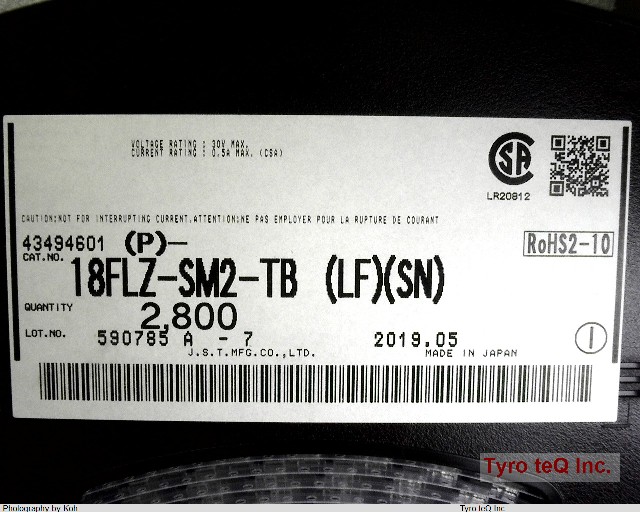 VOLTAGE RATING : 30V MAX.
CURRENT RATING : 0.5A MAX. (CSA)
SA
LR20812
CAUTION:NOT FOR INTERRUPTING CURRENT.ATTENTION:NE PAS EMPLOYER POUR LA RUPTURE DE COURANT
43494601 (P)-
RoHS2-10
CAT.NO. 18FLZ-SM2-TB (LF)(SN)
QUANTITY 2,800
LOT.NO. 590785 A - 7 2019.05 1
J.S.T.MFG.CO.,LTD. MADE IN JAPAN
Tyro teQ Inc.
Photography by Koh Tyro teQ Inc